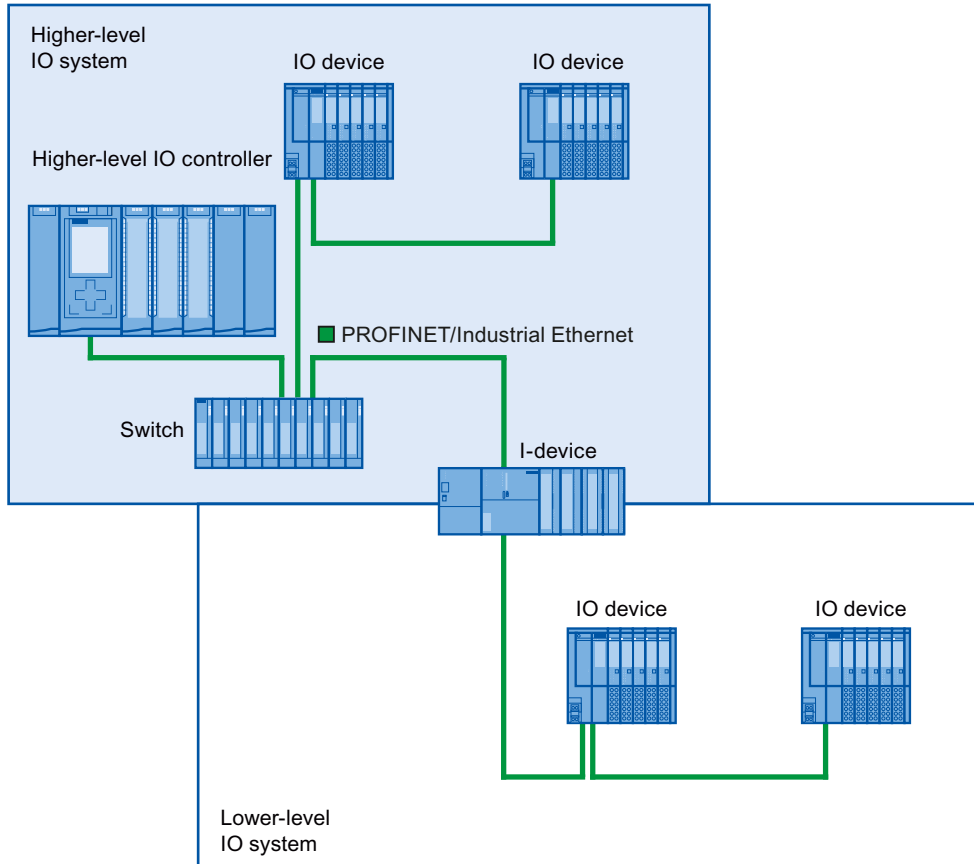 Higher-level
IO system
IO device
IO device
Higher-level IO controller
PROFINET/Industrial Ethernet
Switch
I-device
IO device
IO device
Lower-level
IO system